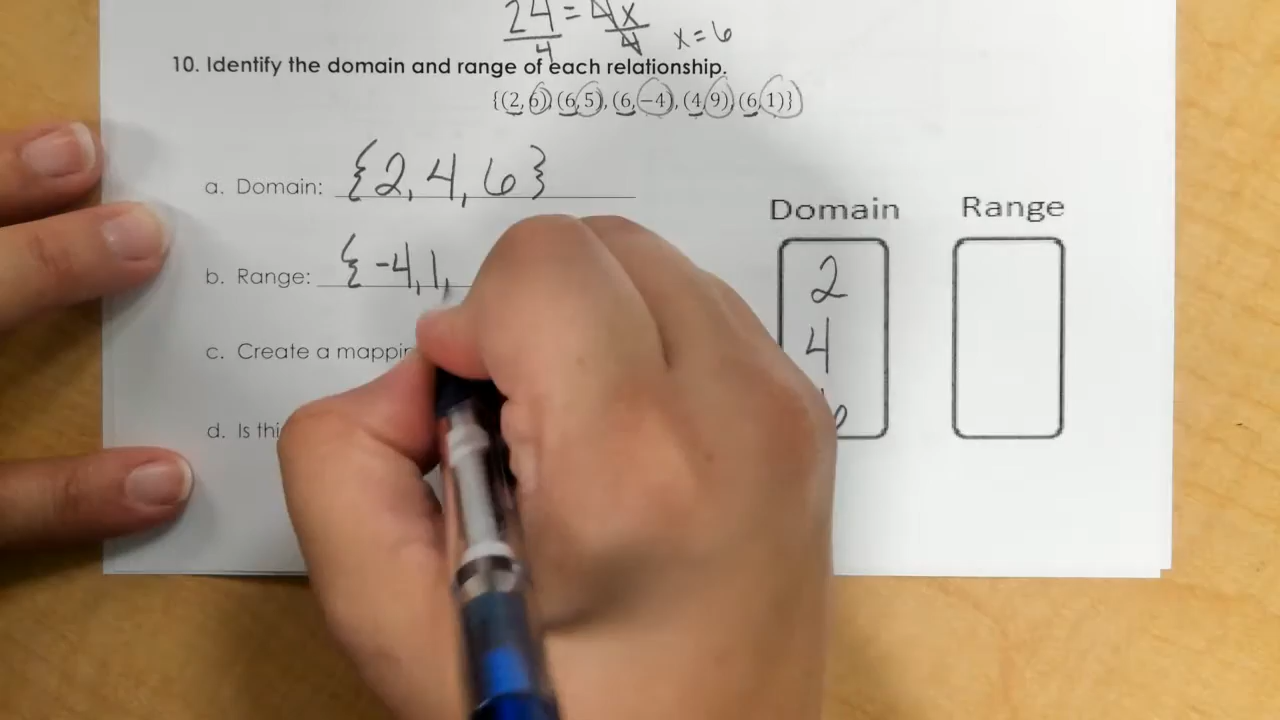 24 = 4x
4 4 x=6
10. Identify the domain and range of each relationship.
{(2, 6), (6, 5), (6, −4), (4, 9), (6, 1)}
a. Domain: {2, 4, 6}
Domain Range
b. Range: {-4, 1,
2
4
6
c. Create a mappin
d. Is thi